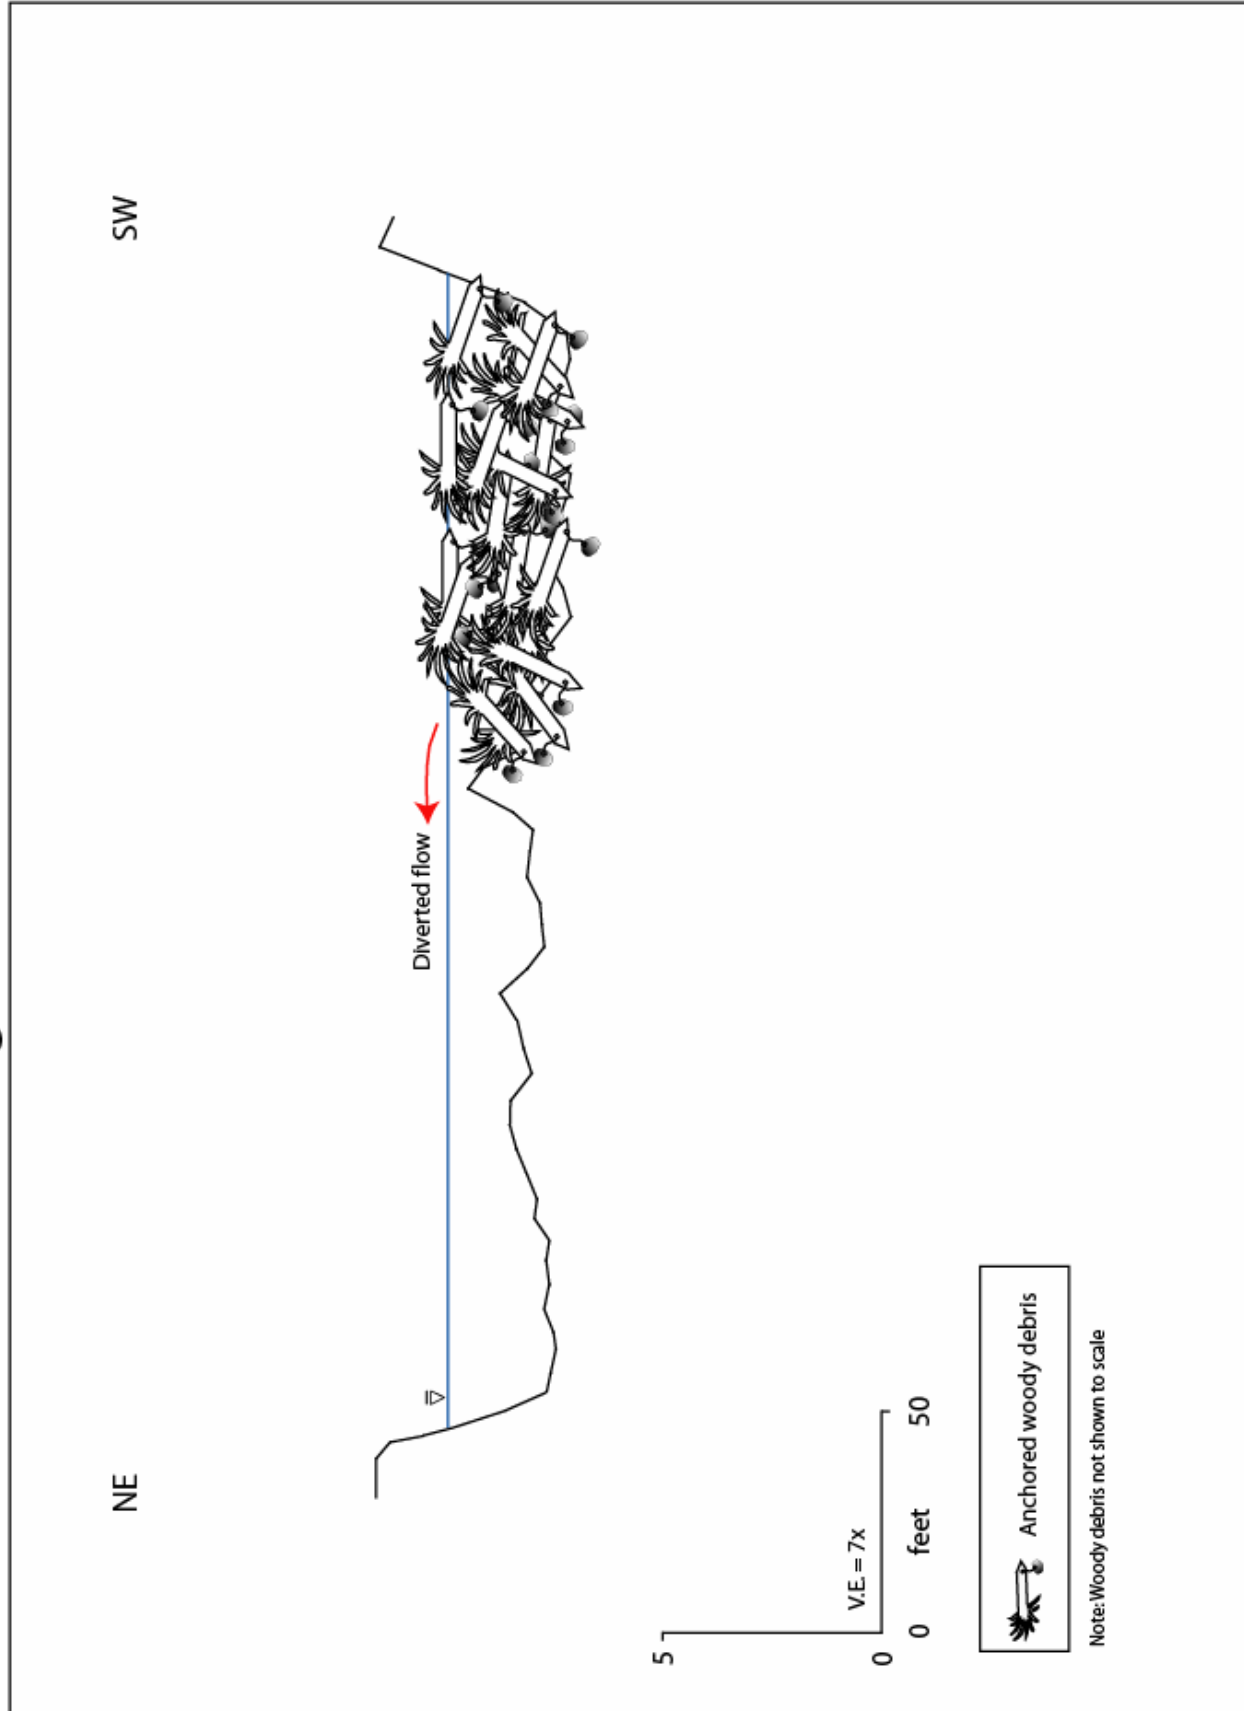 NE
SW
Diverted flow
5
V.E. = 7x
0
0
feet
50
Anchored woody debris
Note: Woody debris not shown to scale